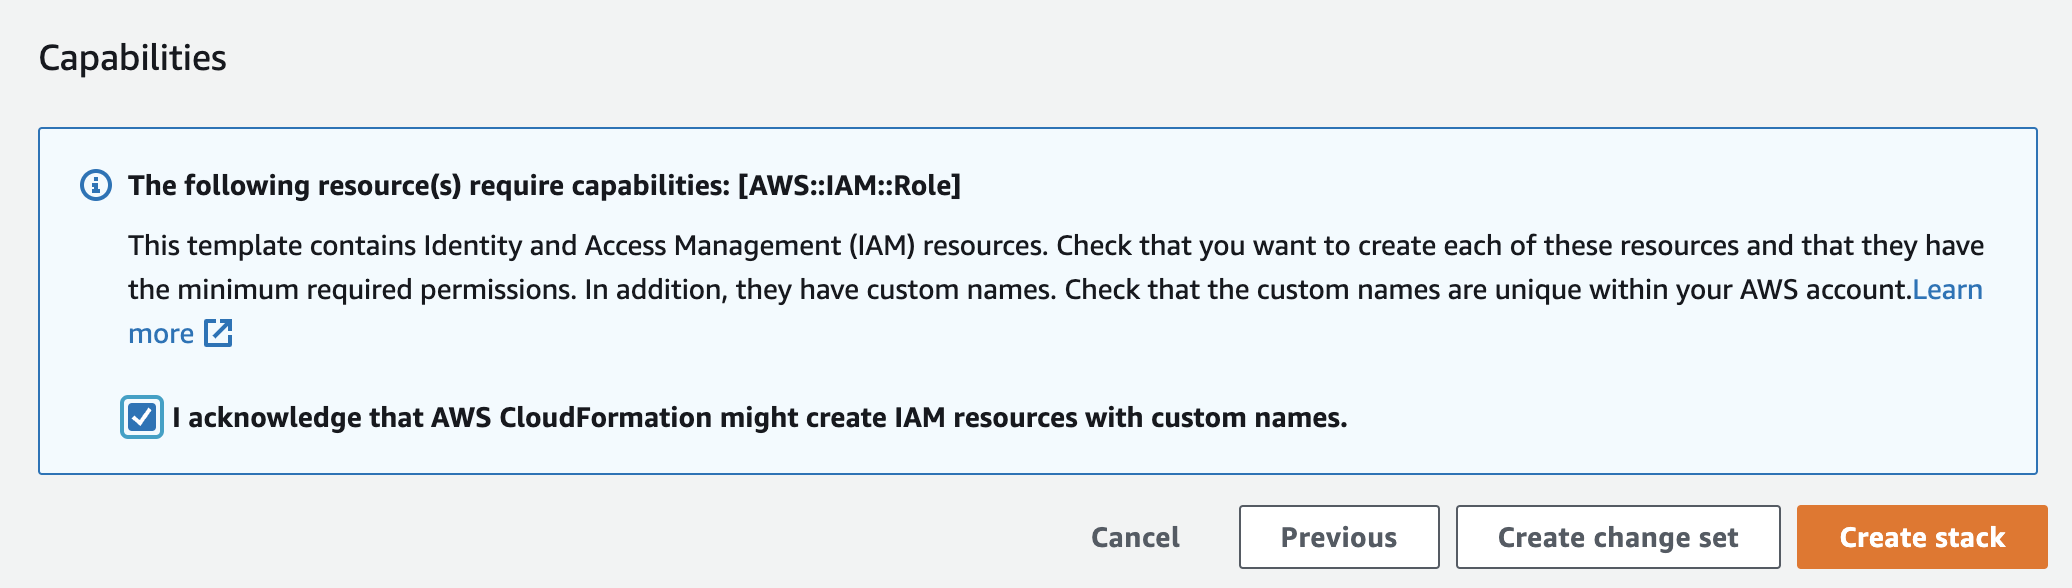 Capabilities
The following resource(s) require capabilities: [AWS::IAM::Role]
This template contains Identity and Access Management (IAM) resources. Check that you want to create each of these resources and that they have
the minimum required permissions. In addition, they have custom names. Check that the custom names are unique within your AWS account.Learn
more
I acknowledge that AWS CloudFormation might create IAM resources with custom names.
Cancel Previous Create change set Create stack